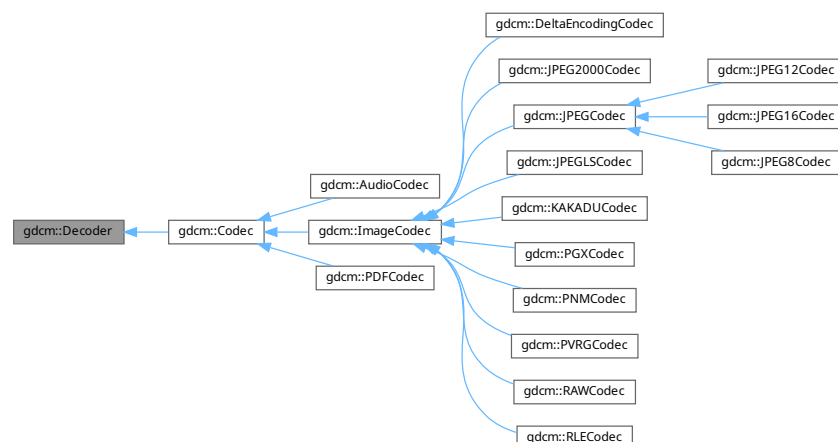 gdcm::DeltaEncodingCodec
gdcm::JPEG2000Codec
gdcm::JPEG12Codec
gdcm::JPEGCodec
gdcm::JPEG16Codec
gdcm::JPEGLSCodec
gdcm::JPEG8Codec
gdcm::AudioCodec
gdcm::KAKADUCodec
gdcm::Decoder
gdcm::Codec
gdcm::ImageCodec
gdcm::PGXCodec
gdcm::PDFCodec
gdcm::PNMCodec
gdcm::PVRGCodec
gdcm::RAWCodec
gdcm::RLECodec